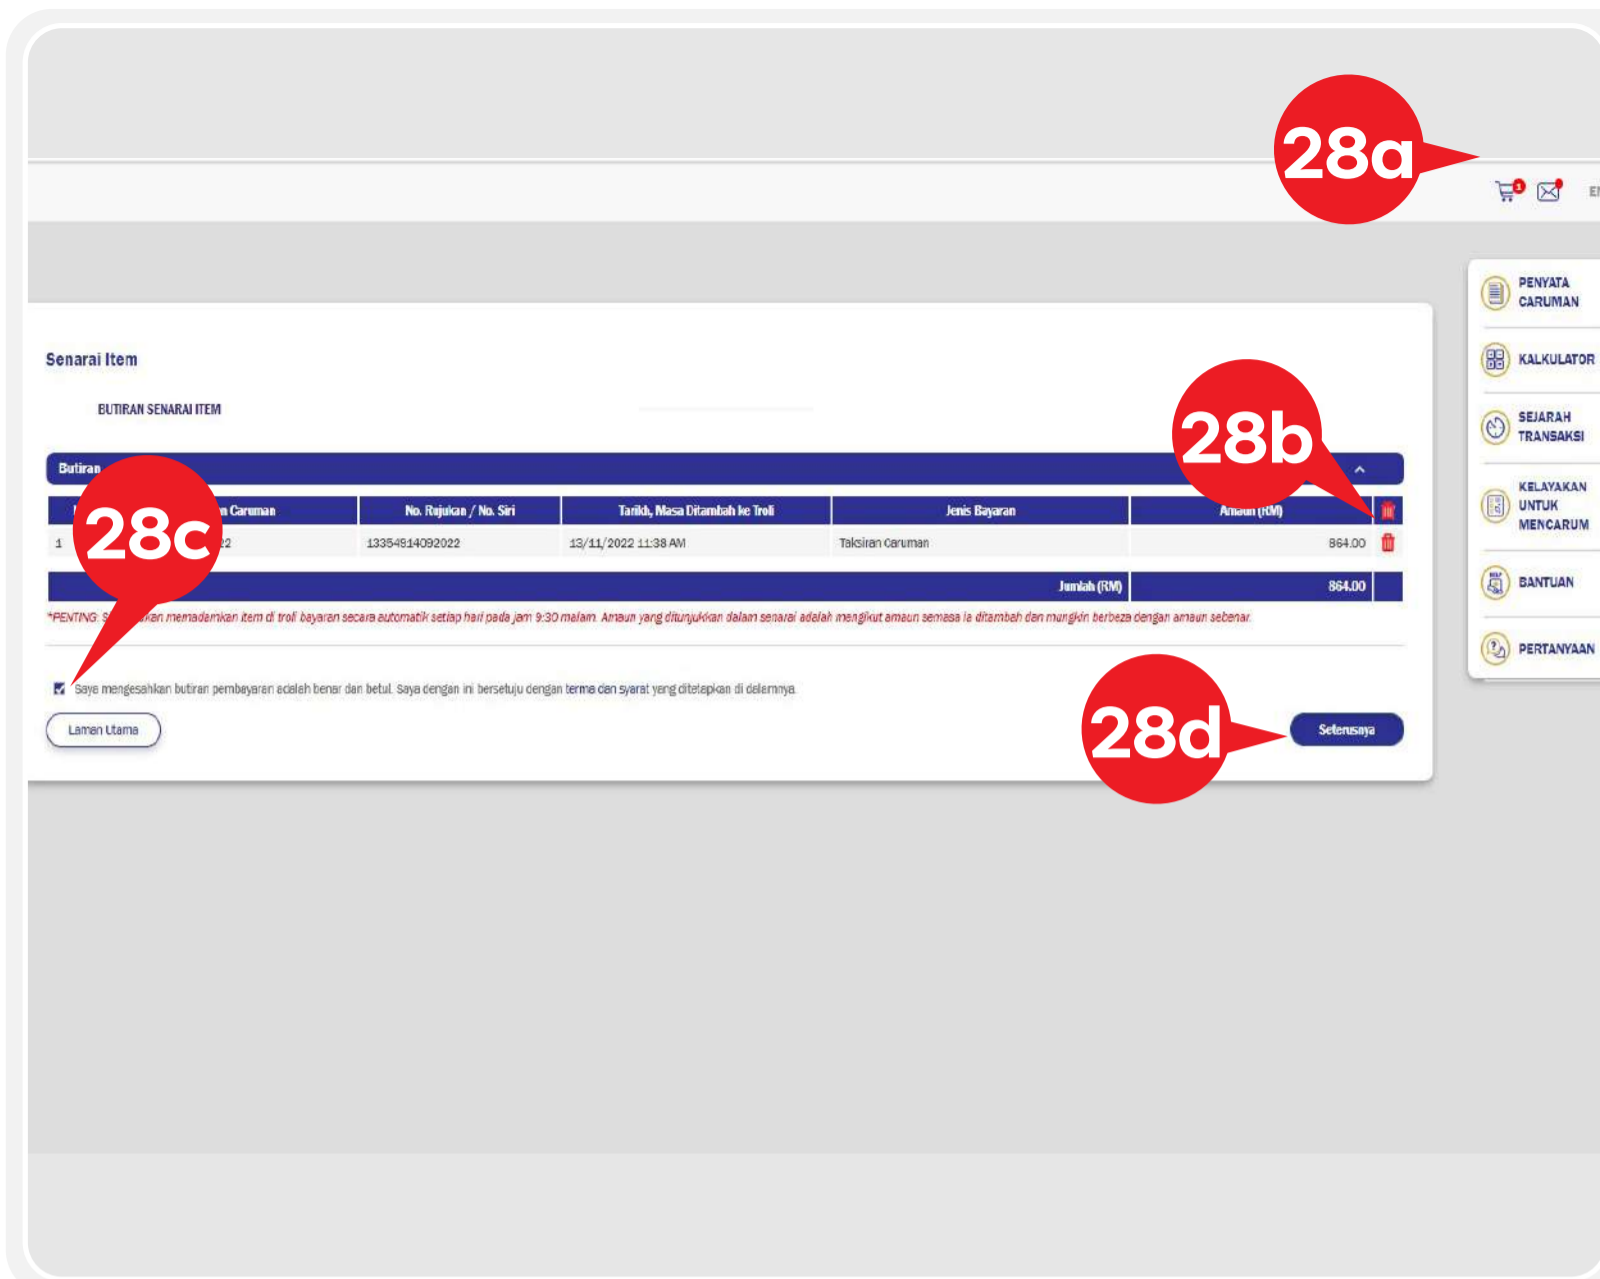 28a
1
PENYATA
CARUMAN
KALKULATOR
SEJARAH
TRANSAKSI
KELAYAKAN
UNTUK
MENCARUM
BANTUAN
PERTANYAAN
Senarai Item
BUTIRAN SENARAI ITEM
28b
Butiran
28c
Caruman No. Rujukan / No. Siri Tarikh, Masa Ditambah ke Troli Jenis Bayaran Amaun (RM)
1 22 13354914092022 13/11/2022 11:38 AM Taksiran Caruman 864.00
Jumlah (RM) 864.00
*PENTING: memadamkan item di troli bayaran secara automatik setiap hari pada jam 9:30 malam. Amaun yang ditunjukkan dalam senarai adalah mengikut amaun semasa ia ditambah dan mungkin berbeza dengan amaun sebenar.
Saya mengesahkan butiran pembayaran adalah benar dan betul. Saya dengan ini bersetuju dengan terma dan syarat yang ditetapkan di dalamnya.
28d
Laman Utama
Seterusnya